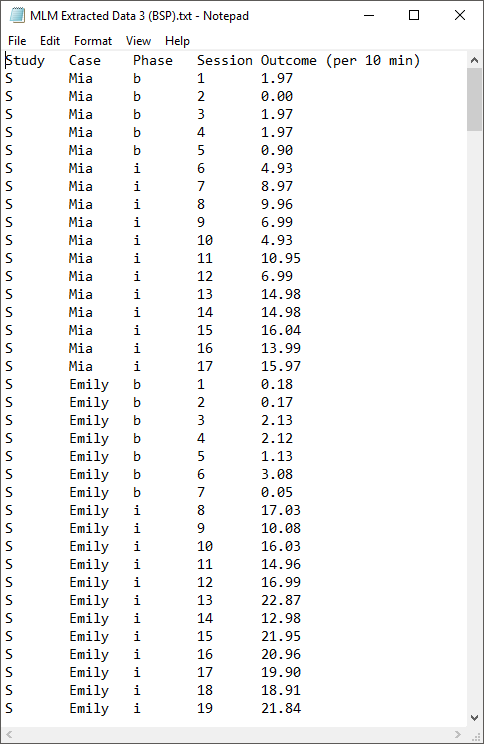 MLM Extracted Data 3 (BSP).txt - Notepad
File Edit Format View Help
Study Case Phase Session Outcome (per 10 min)
S Mia b 1 1.97
S Mia b 2 0.00
S Mia b 3 1.97
S Mia b 4 1.97
S Mia b 5 0.90
S Mia i 6 4.93
S Mia i 7 8.97
S Mia i 8 9.96
S Mia i 9 6.99
S Mia i 10 4.93
S Mia i 11 10.95
S Mia i 12 6.99
S Mia i 13 14.98
S Mia i 14 14.98
S Mia i 15 16.04
S Mia i 16 13.99
S Mia i 17 15.97
S Emily b 1 0.18
S Emily b 2 0.17
S Emily b 3 2.13
S Emily b 4 2.12
S Emily b 5 1.13
S Emily b 6 3.08
S Emily b 7 0.05
S Emily i 8 17.03
S Emily i 9 10.08
S Emily i 10 16.03
S Emily i 11 14.96
S Emily i 12 16.99
S Emily i 13 22.87
S Emily i 14 12.98
S Emily i 15 21.95
S Emily i 16 20.96
S Emily i 17 19.90
S Emily i 18 18.91
S Emily i 19 21.84